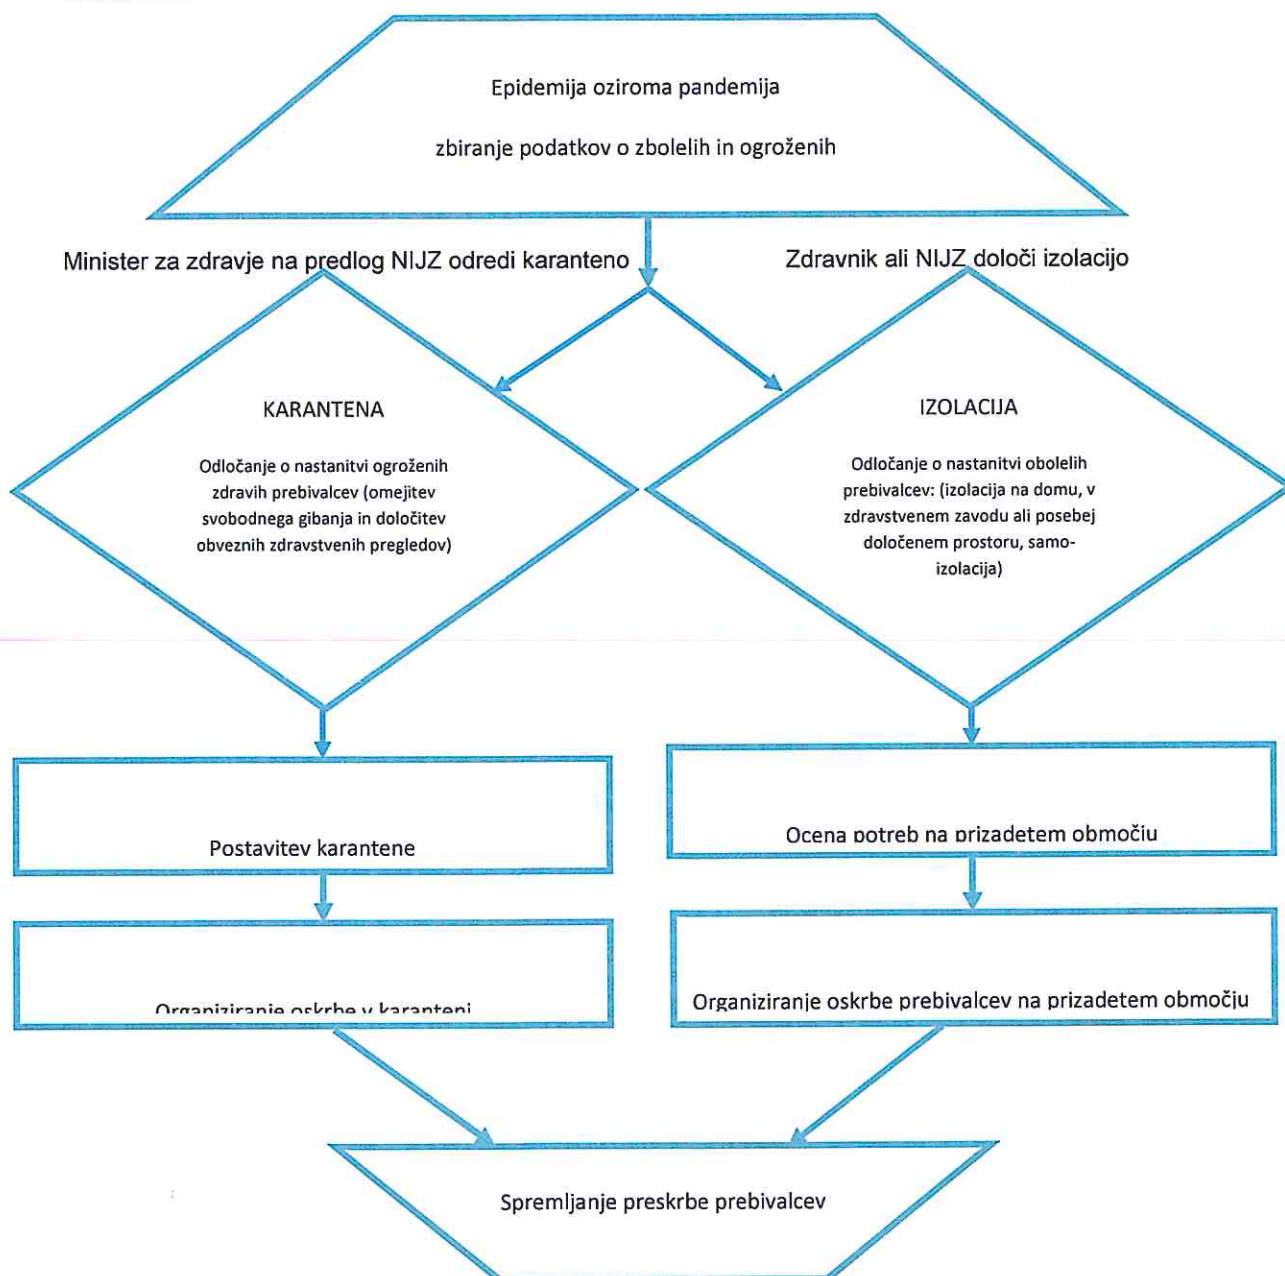 Epidemija oziroma pandemija
zbiranje podatkov o zbolelih in ogroženih
Minister za zdravje na predlog NIJZ odredi karanteno
Zdravnik ali NIJZ določi izolacijo
KARANTENA
Odločanje o nastanitvi ogroženih
zdravih prebivalcev (omejitev
svobodnega gibanja in določitev
obveznih zdravstvenih pregledov)
IZOLACIJA
Odločanje o nastanitvi obolelih
prebivalcev: (izolacija na domu, v
zdravstvenem zavodu ali posebej
določenem prostoru, samo-
izolacija)
Postavitev karantene
Ocena potreb na prizadetem območju
Organiziranje oskrbe v karanteni
Organiziranje oskrbe prebivalcev na prizadetem območju
Spremljanje preskrbe prebivalcev